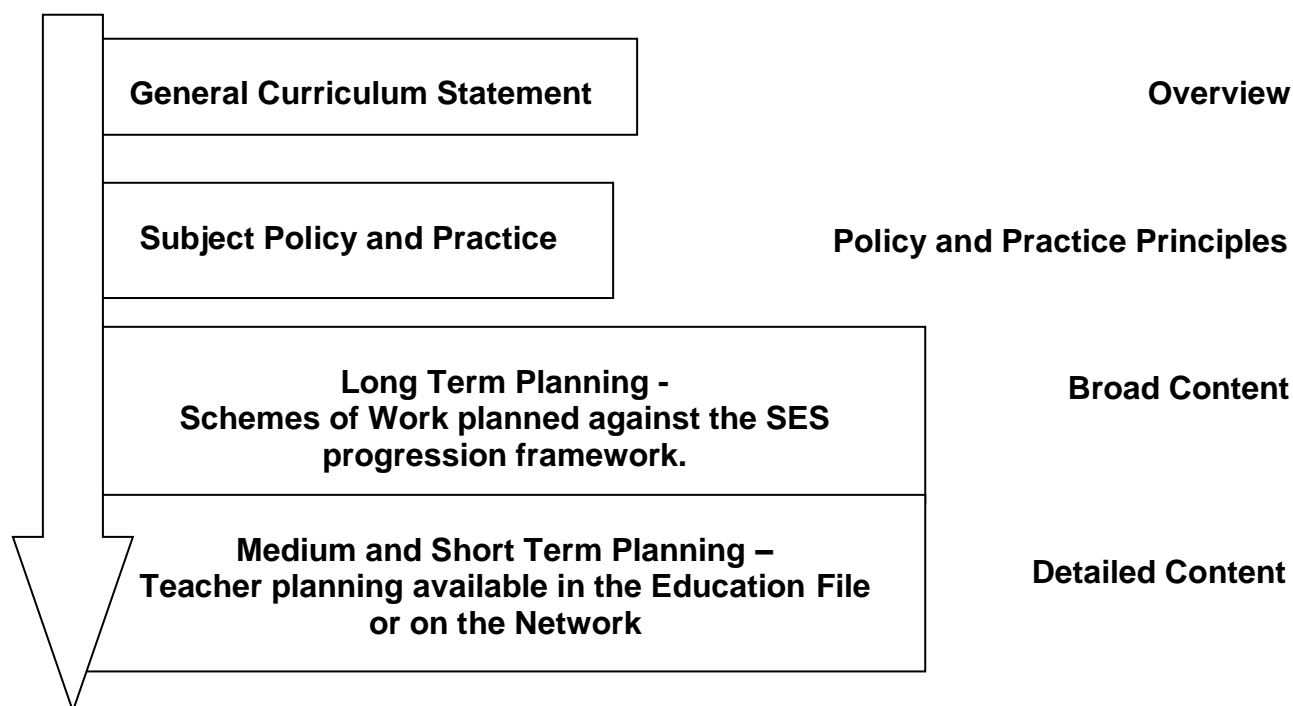 General Curriculum Statement
Overview
Subject Policy and Practice
Policy and Practice Principles
Long Term Planning -
Schemes of Work planned against the SES
progression framework.
Broad Content
Medium and Short Term Planning –
Teacher planning available in the Education File
or on the Network
Detailed Content